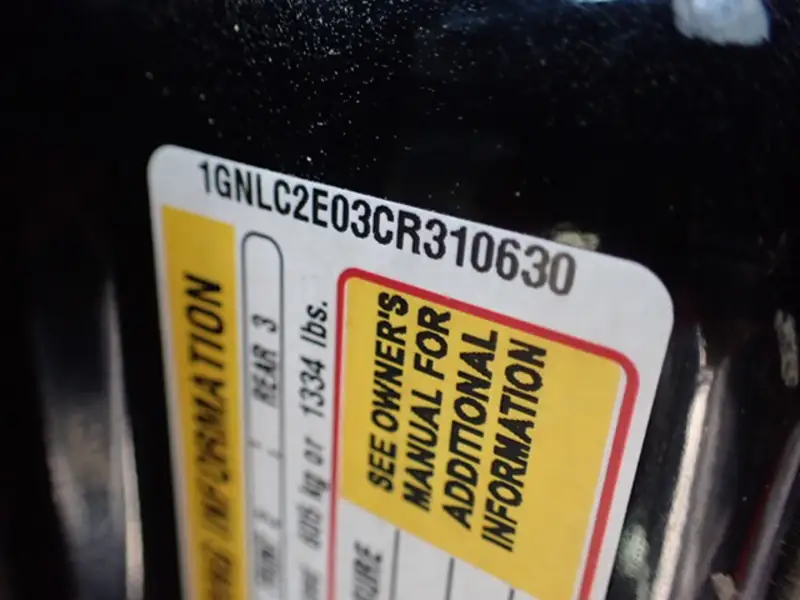 1GNLC2E03CR310630
INFORMATION
REAR 3
605 kg or 1334 lbs.
SEE OWNER'S
MANUAL FOR
ADDITIONAL
INFORMATION